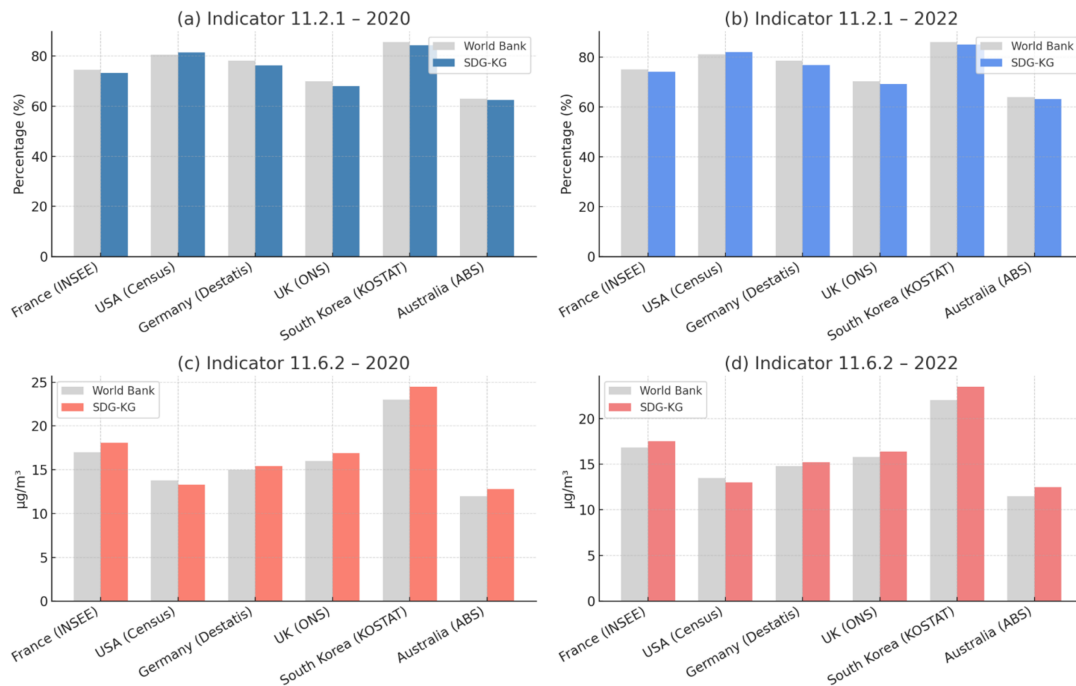 (a) Indicator 11.2.1 – 2020
World Bank
SDG-KG
Percentage (%)
80
60
40
20
0
France (INSEE)
USA (Census)
Germany (Destatis)
UK (ONS)
South Korea (KOSTAT)
Australia (ABS)
(b) Indicator 11.2.1 – 2022
World Bank
SDG-KG
Percentage (%)
80
60
40
20
0
France (INSEE)
USA (Census)
Germany (Destatis)
UK (ONS)
South Korea (KOSTAT)
Australia (ABS)
(c) Indicator 11.6.2 – 2020
World Bank
SDG-KG
µg/m³
25
20
15
10
5
0
France (INSEE)
USA (Census)
Germany (Destatis)
UK (ONS)
South Korea (KOSTAT)
Australia (ABS)
(d) Indicator 11.6.2 – 2022
World Bank
SDG-KG
µg/m³
20
15
10
5
0
France (INSEE)
USA (Census)
Germany (Destatis)
UK (ONS)
South Korea (KOSTAT)
Australia (ABS)